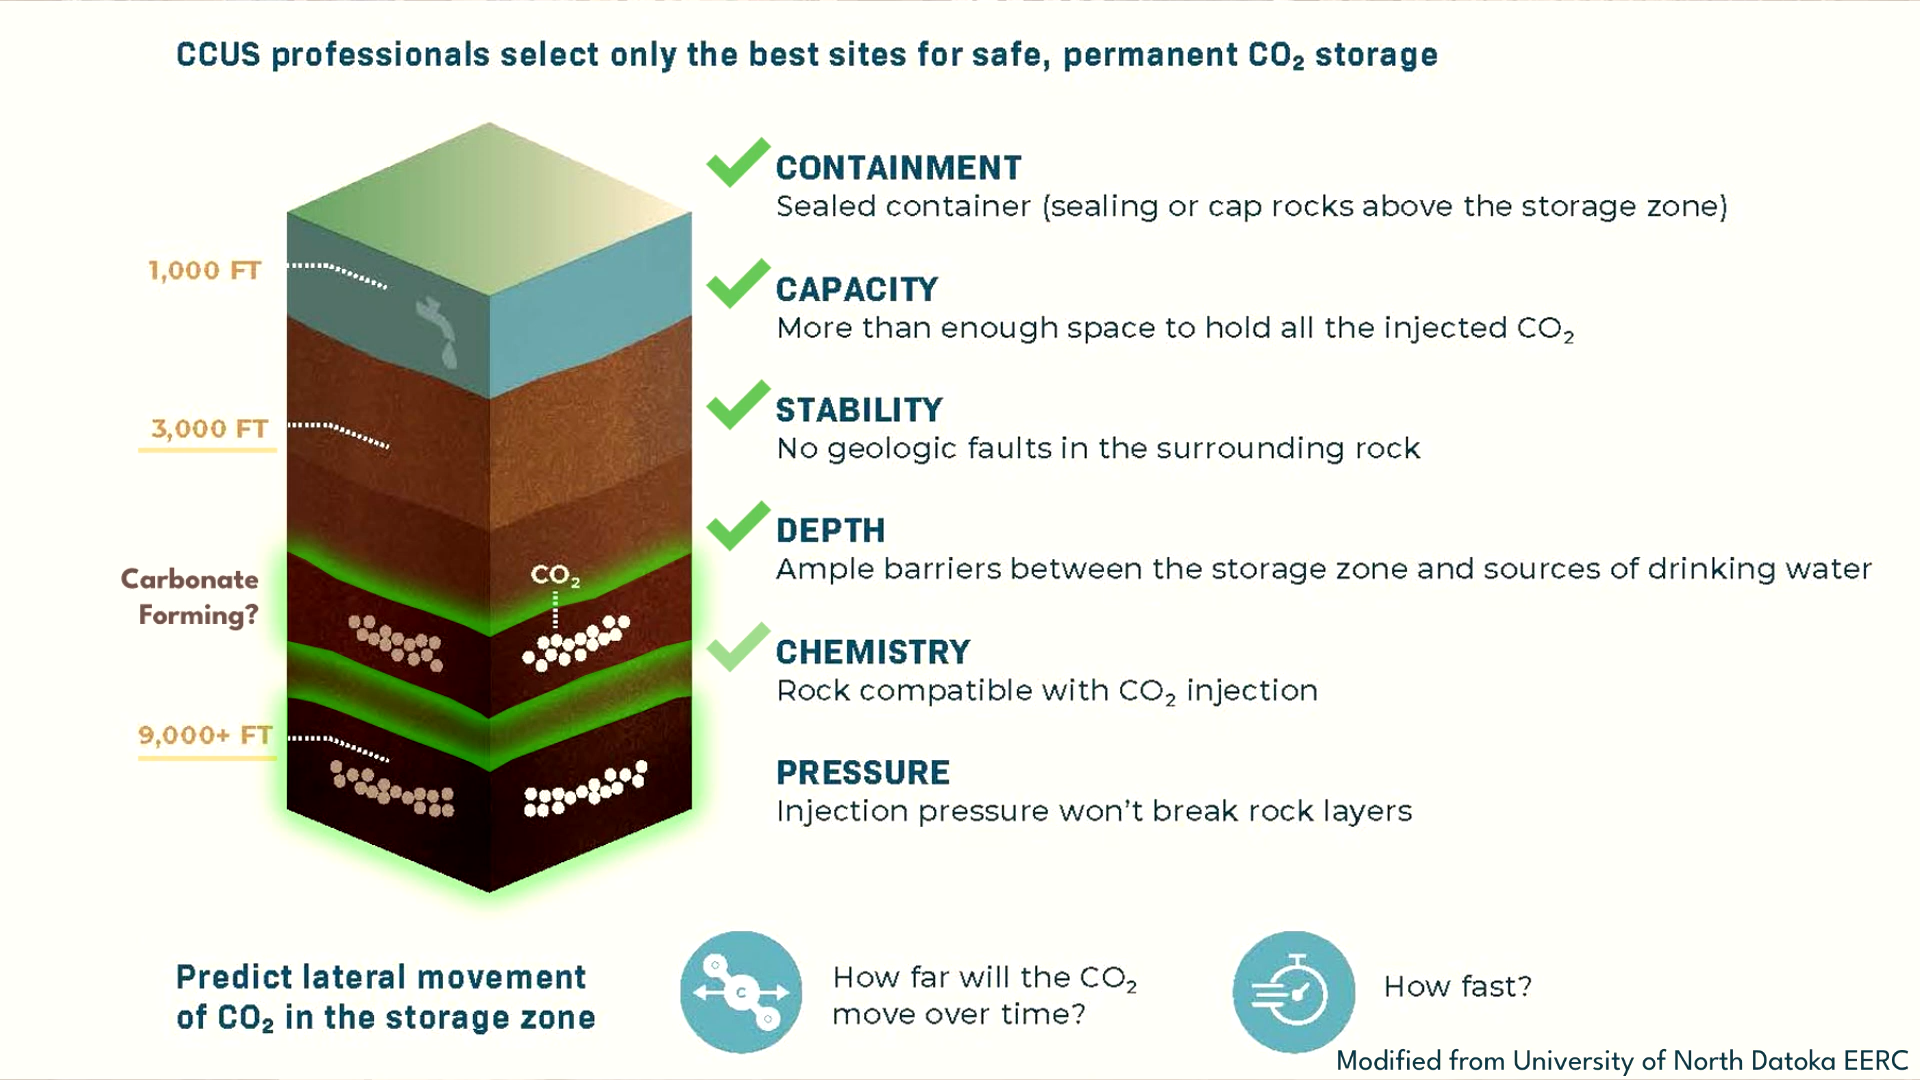 CCUS professionals select only the best sites for safe, permanent CO₂ storage
1,000 FT
3,000 FT
Carbonate
Forming?
9,000+ FT
CO₂
CONTAINMENT
Sealed container (sealing or cap rocks above the storage zone)
CAPACITY
More than enough space to hold all the injected CO₂
STABILITY
No geologic faults in the surrounding rock
DEPTH
Ample barriers between the storage zone and sources of drinking water
CHEMISTRY
Rock compatible with CO₂ injection
PRESSURE
Injection pressure won't break rock layers
Predict lateral movement
of CO₂ in the storage zone
O
C
O
How far will the CO₂
move over time?
How fast?
Modified from University of North Datoka EERC